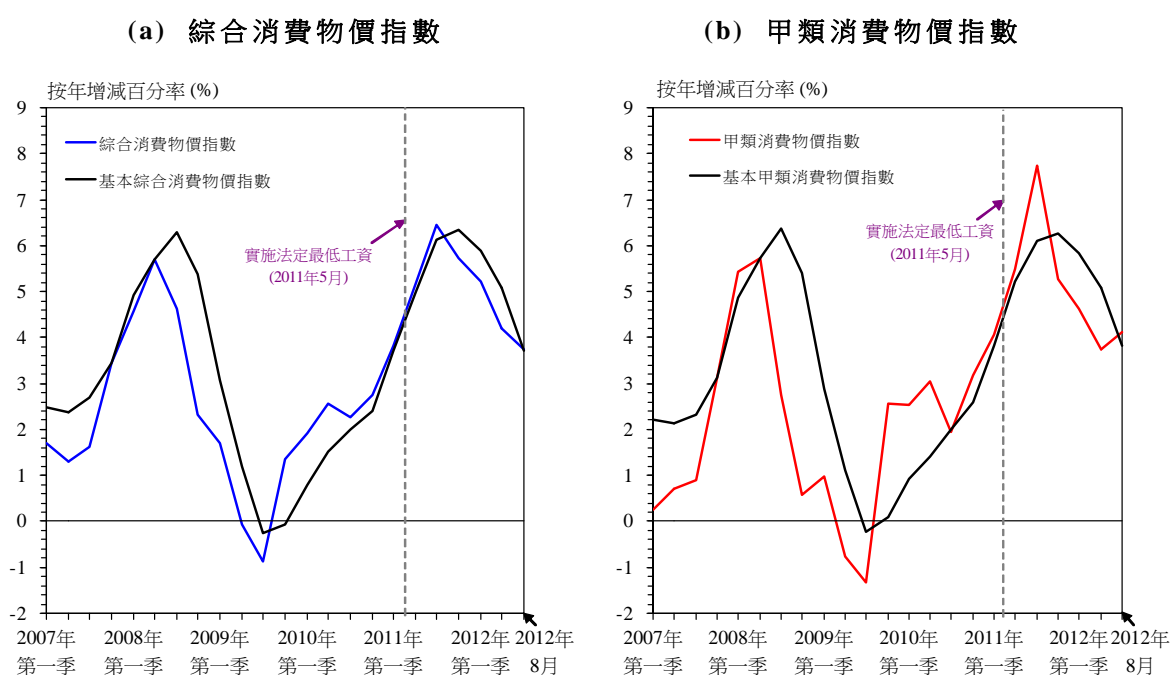 (a) 綜合消費物價指數
按年增減百分率 (%)
9
8
7
6
5
4
3
2
1
0
-1
-2
綜合消費物價指數
基本綜合消費物價指數
實施法定最低工資
(2011年5月)
2007年 2008年 2009年 2010年 2011年 2012年 2012年
第一季 第一季 第一季 第一季 第一季 第一季 8月
(b) 甲類消費物價指數
按年增減百分率 (%)
9
8
7
6
5
4
3
2
1
0
-1
-2
甲類消費物價指數
基本甲類消費物價指數
實施法定最低工資
(2011年5月)
2007年 2008年 2009年 2010年 2011年 2012年 2012年
第一季 第一季 第一季 第一季 第一季 第一季 8月